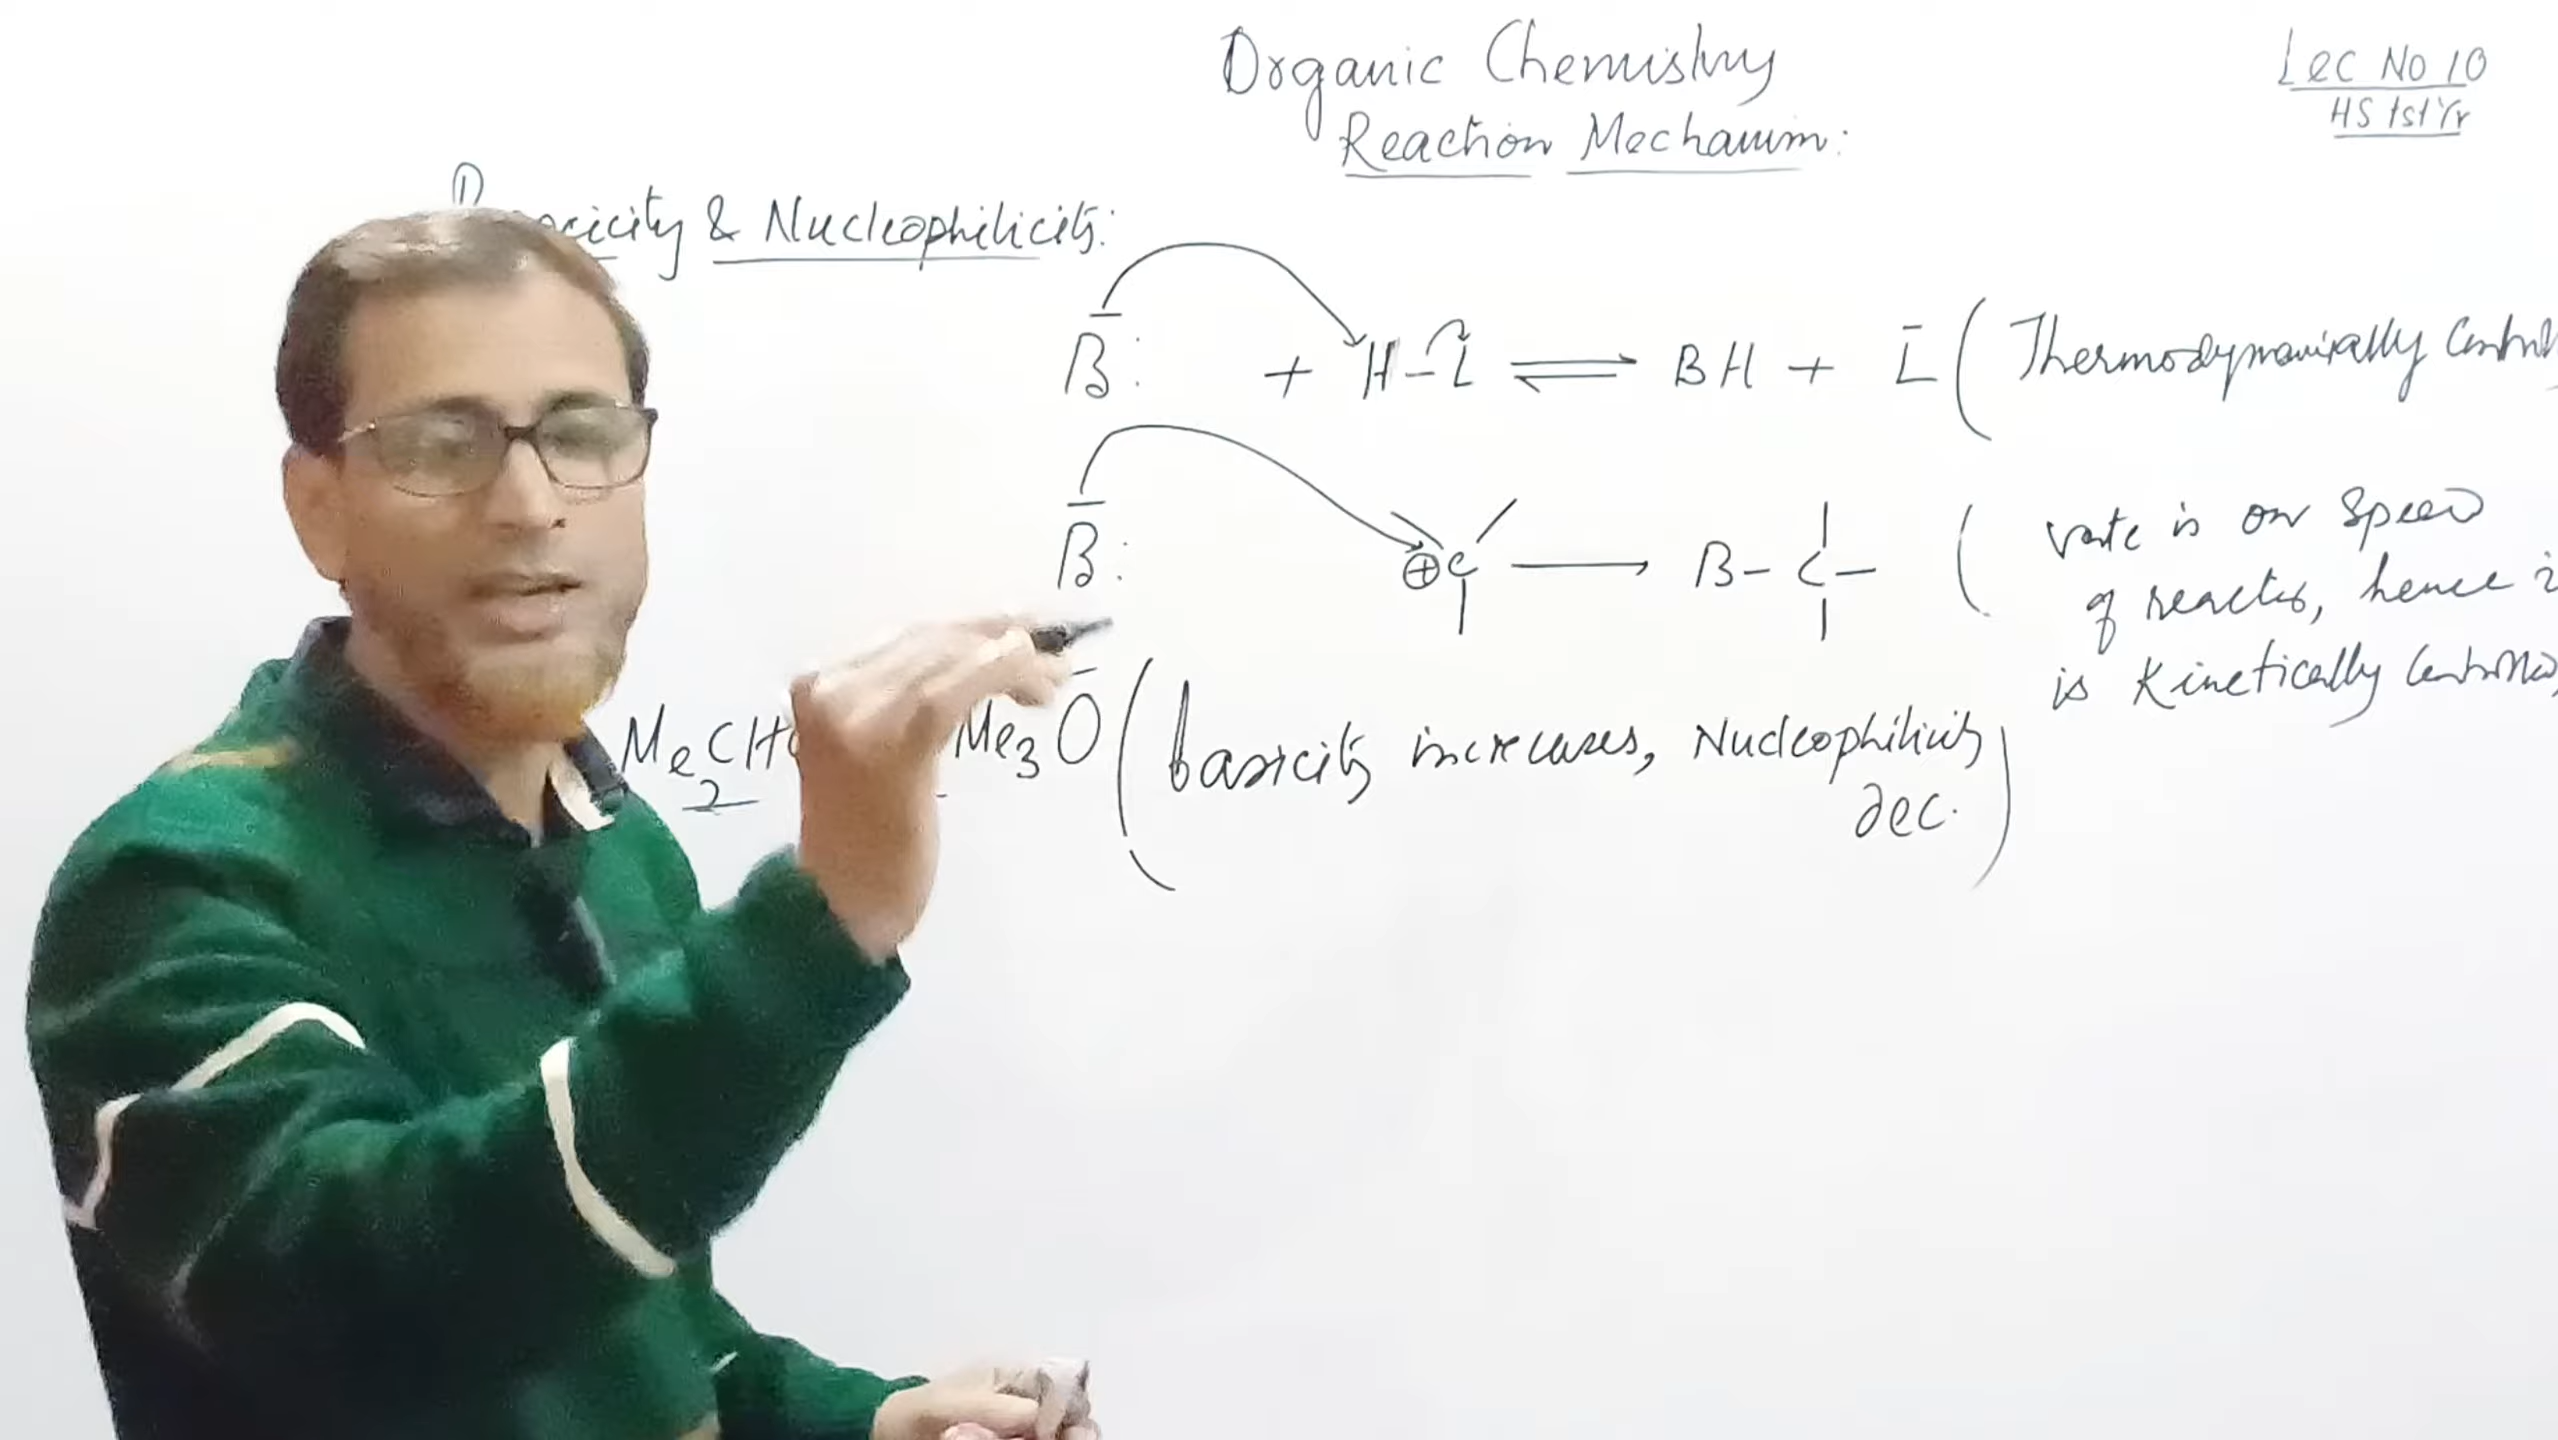 Organic Chemistry
Reaction Mechanism:
Lec No 10
HS 1st Yr
& Nucleophilicity:
B̄: + H-L ⇌ BH + L̄ ( Thermodynamically
B̄: ⊕C → B-C- ( rate is on Speed
of reaction, hence
is Kinetically
Me2CH Me3Ō ( basicity increases, Nucleophilicity
dec. )